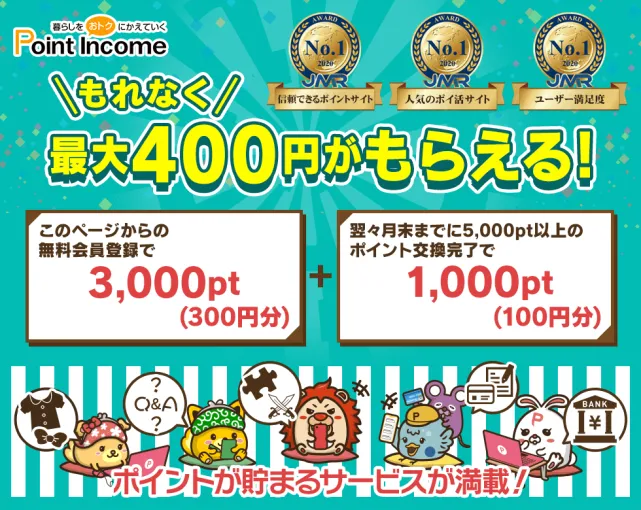 暮らしをおトクにかえていく
Point Income
AWARD
No.1
2020
JMR
信頼できるポイントサイト
AWARD
No.1
2020
JMR
人気のポイ活サイト
AWARD
No.1
2020
JMR
ユーザー満足度
\もれなく/
最大400円がもらえる!
このページからの
無料会員登録で
3,000pt
(300円分)
+
翌々月末までに5,000pt以上の
ポイント交換完了で
1,000pt
(100円分)
?
Q&A
?
P
P
BANK
¥
ポイントが貯まるサービスが満載!